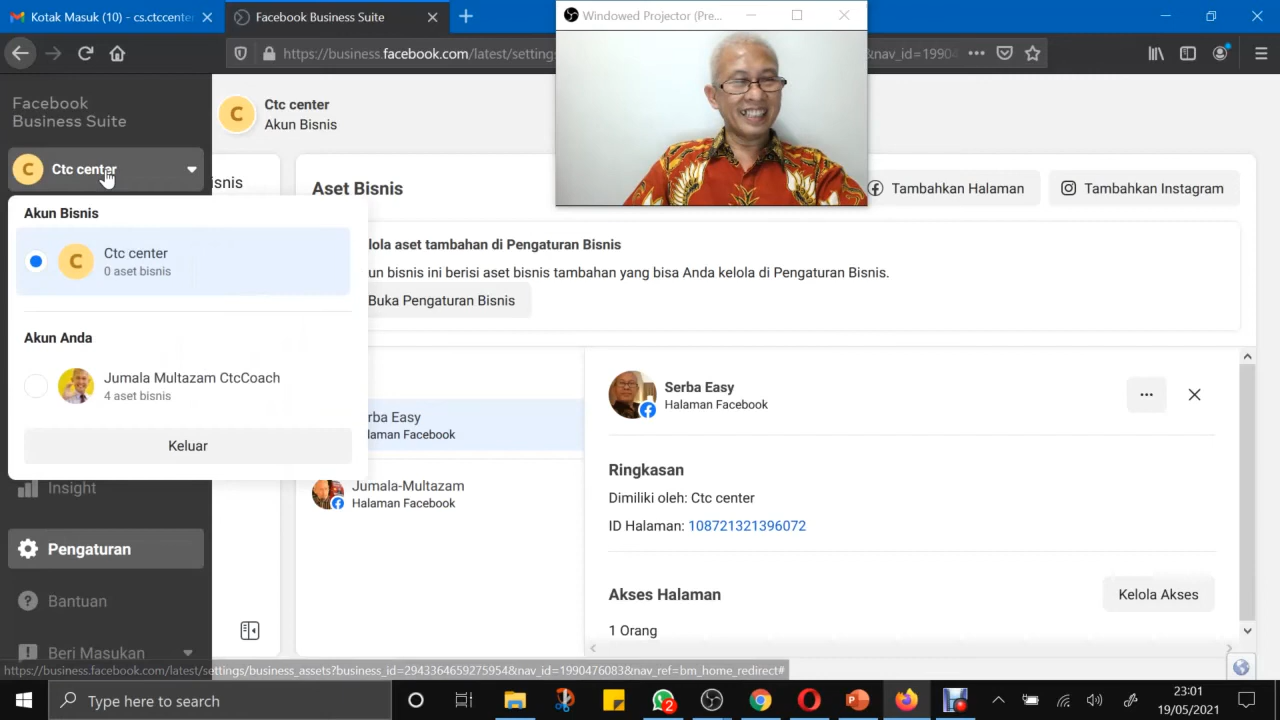 Kotak Masuk (10) - cs.ctccente
Facebook Business Suite
Windowed Projector (Pre...
https://business.facebook.com/latest/setting
&nav_id=19904
Facebook
Business Suite
Ctc center
Akun Bisnis
Ctc center
isnis
Aset Bisnis
Tambahkan Halaman
Tambahkan Instagram
Akun Bisnis
lola aset tambahan di Pengaturan Bisnis
Ctc center
0 aset bisnis
un bisnis ini berisi aset bisnis tambahan yang bisa Anda kelola di Pengaturan Bisnis.
Buka Pengaturan Bisnis
Akun Anda
Jumala Multazam CtcCoach
4 aset bisnis
Keluar
rba Easy
laman Facebook
Jumala-Multazam
Halaman Facebook
Serba Easy
Halaman Facebook
Ringkasan
Dimiliki oleh: Ctc center
ID Halaman: 108721321396072
Akses Halaman
Kelola Akses
1 Orang
Insight
Pengaturan
Bantuan
Beri Masukan
https://business.facebook.com/latest/settings/business_assets?business_id=2943364659275954&nav_id=1990476083&nav_ref=bm_home_redirect#
Type here to search
2
23:01
19/05/2021